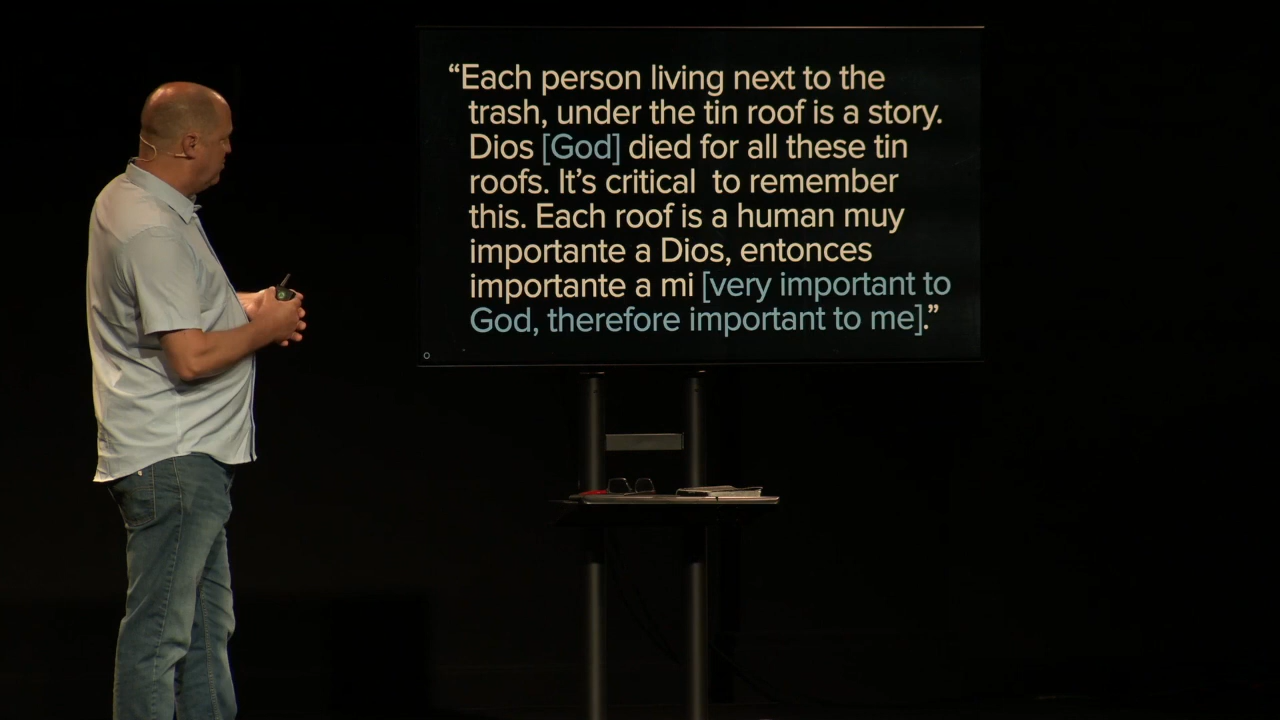 “Each person living next to the
trash, under the tin roof is a story.
Dios [God] died for all these tin
roofs. It’s critical  to remember
this. Each roof is a human muy
importante a Dios, entonces
importante a mi [very important to
God, therefore important to me].”